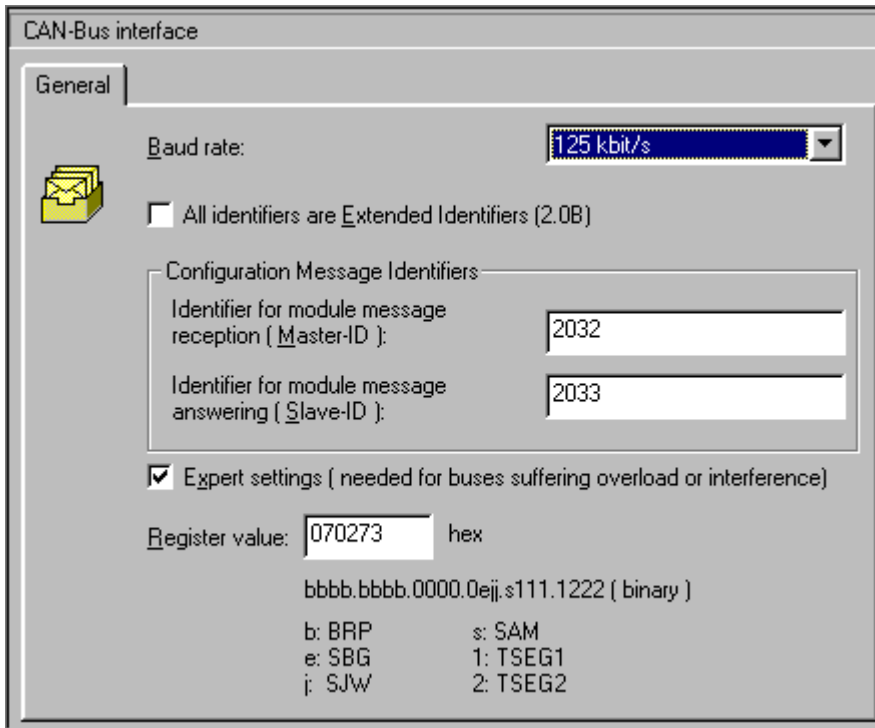 CAN-Bus interface
General
Baud rate: 125 kbit/s
All identifiers are Extended Identifiers (2.0B)
Configuration Message Identifiers
Identifier for module message
reception ( Master-ID ): 2032
Identifier for module message
answering ( Slave-ID ): 2033
Expert settings ( needed for buses suffering overload or interference)
Register value: 070273 hex
bbbb.bbbb.0000.0ejj.s111.1222 ( binary )
b: BRP s: SAM
e: SBG 1: TSEG1
j: SJW 2: TSEG2